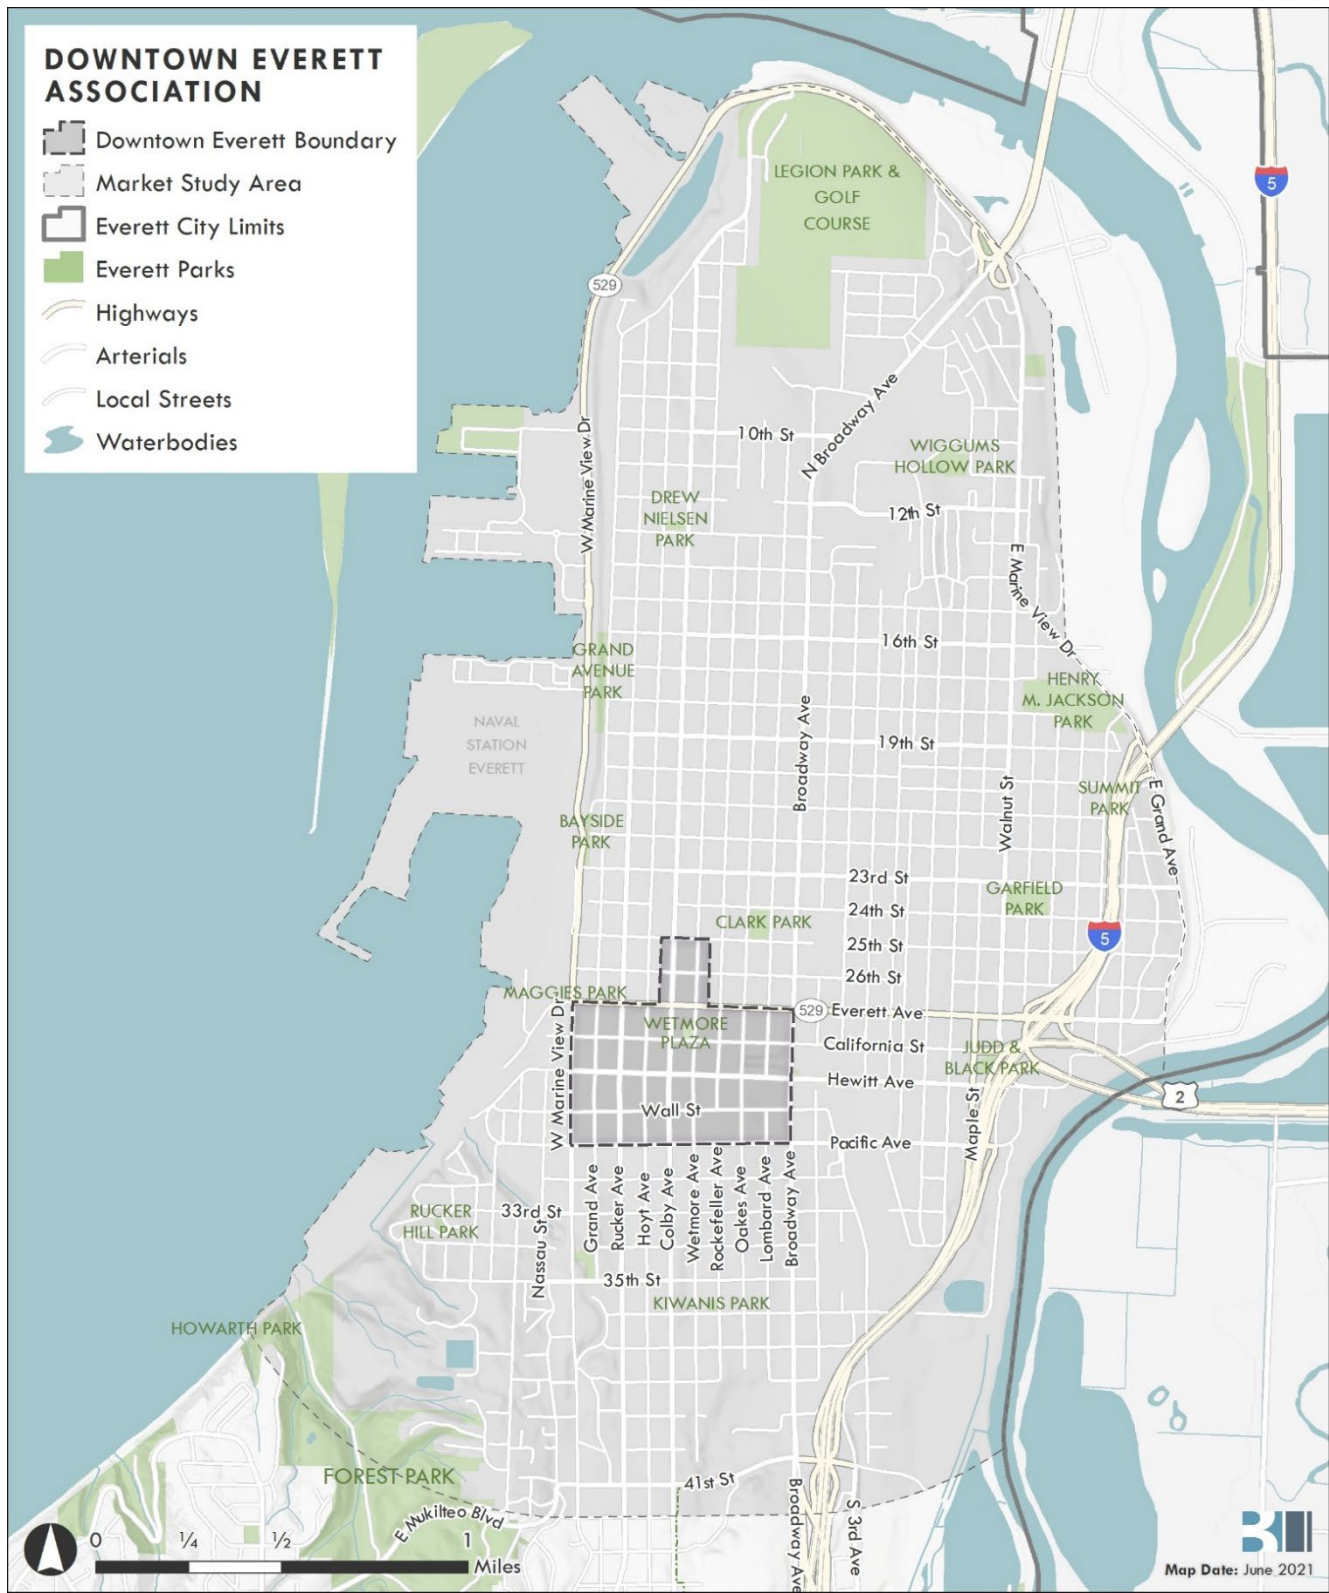 DOWNTOWN EVERETT
ASSOCIATION
Downtown Everett Boundary
Market Study Area
Everett City Limits
Everett Parks
Highways
Arterials
Local Streets
Waterbodies
LEGION PARK &
GOLF
COURSE
5
529
N Broadway Ave
W Marine View Dr
10th St
WIGGUMS
HOLLOW PARK
DREW
NIELSEN
PARK
12th St
E Marine View Dr
16th St
GRAND
AVENUE
PARK
HENRY
M. JACKSON
PARK
NAVAL
STATION
EVERETT
Broadway Ave
19th St
Walnut St
SUMMIT
PARK
E Grand Ave
BAYSIDE
PARK
23rd St
GARFIELD
PARK
24th St
CLARK PARK
5
25th St
26th St
MAGGIES PARK
529
Everett Ave
WETMORE
PLAZA
W Marine View Dr
California St
JUDD &
BLACK PARK
Hewitt Ave
2
Wall St
Maple St
Pacific Ave
RUCKER
HILL PARK
33rd St
Nassau St
Grand Ave
Rucker Ave
Hoyt Ave
Colby Ave
Wetmore Ave
Rockefeller Ave
Oakes Ave
Lombard Ave
Broadway Ave
35th St
KIWANIS PARK
HOWARTH PARK
FOREST PARK
41st St
E Mukilteo Blvd
Broadway Ave
S 3rd Ave
0
1/4
1/2
1
Miles
Map Date: June 2021